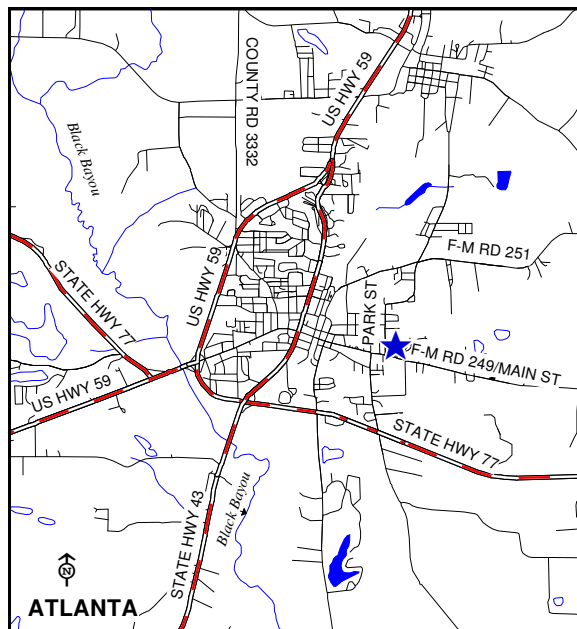 US HWY 59
COUNTY RD 3332
Black Bayou
F-M RD 251
STATE HWY 77
US HWY 59
PARK ST
F-M RD 249/MAIN ST
US HWY 59
STATE HWY 77
STATE HWY 43
Black Bayou
N
ATLANTA